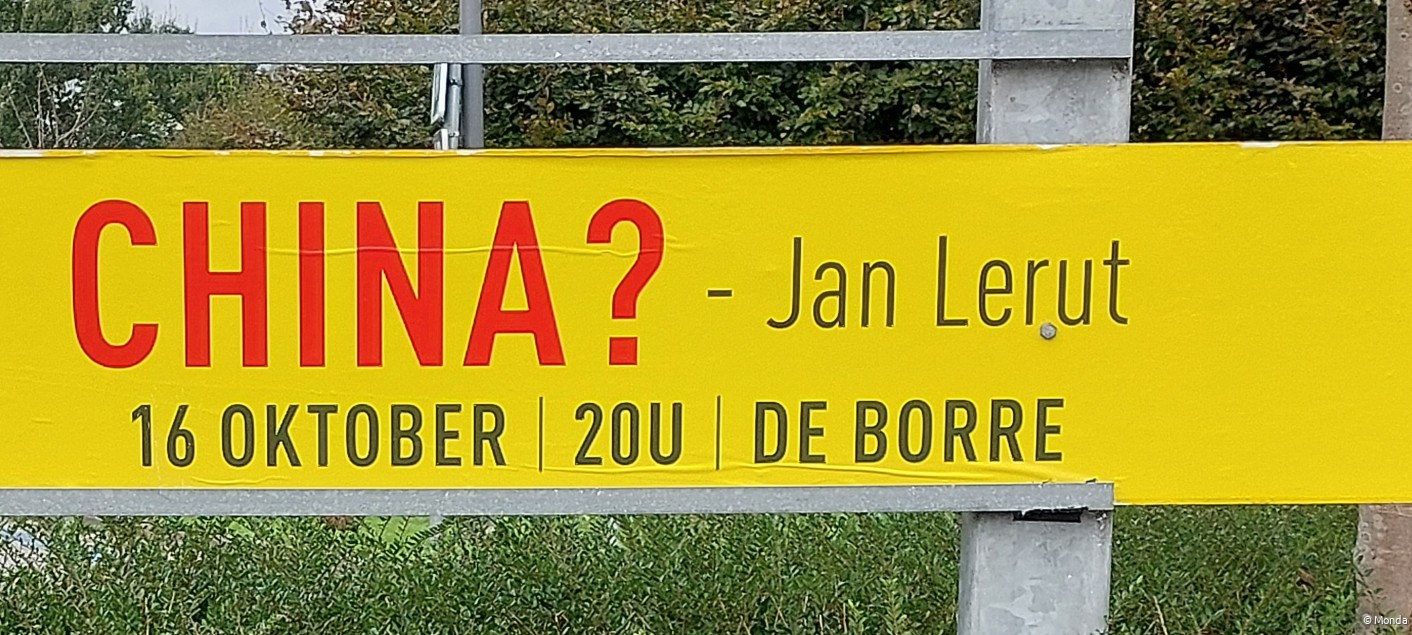 CHINA? - Jan Lerut
16 OKTOBER | 20U | DE BORRE
© Monda